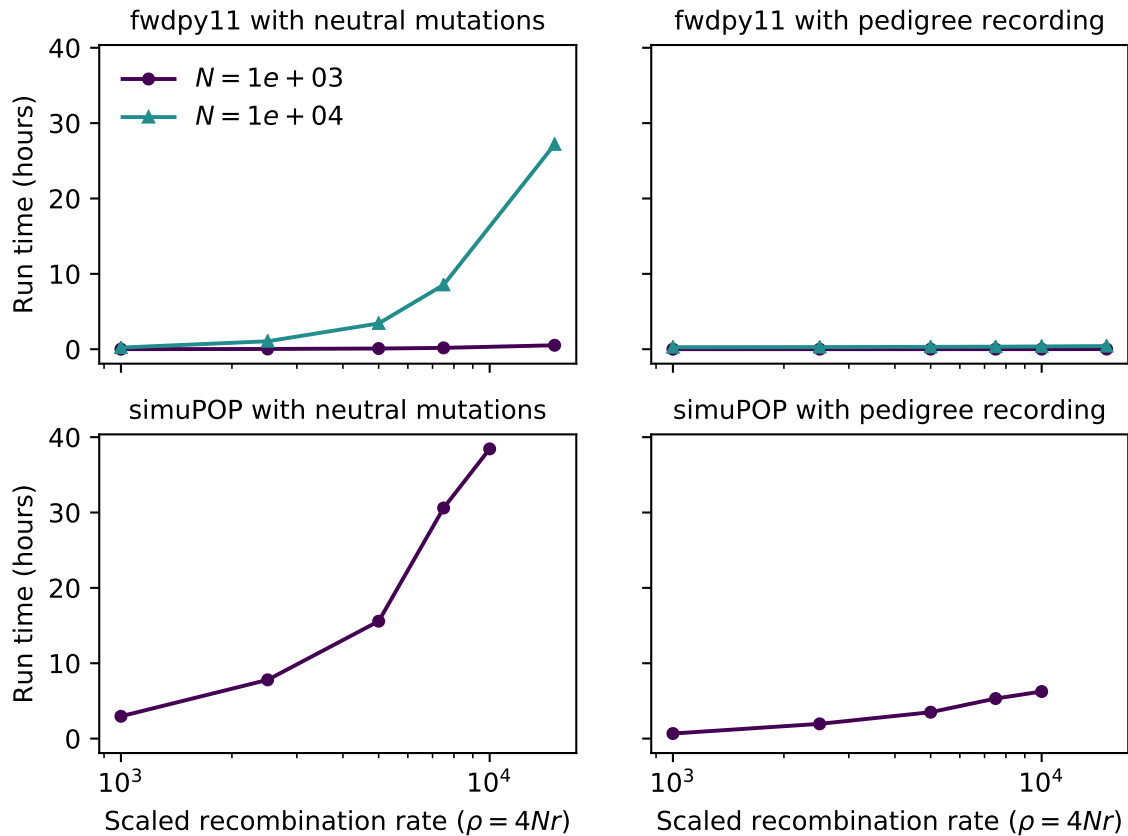 fwdpy11 with neutral mutations
fwdpy11 with pedigree recording
40
30
20
10
0
Run time (hours)
N = 1e + 03
N = 1e + 04
simuPOP with neutral mutations
simuPOP with pedigree recording
40
30
20
10
0
Run time (hours)
10³
10⁴
10³
10⁴
Scaled recombination rate (ρ = 4Nr)
Scaled recombination rate (ρ = 4Nr)